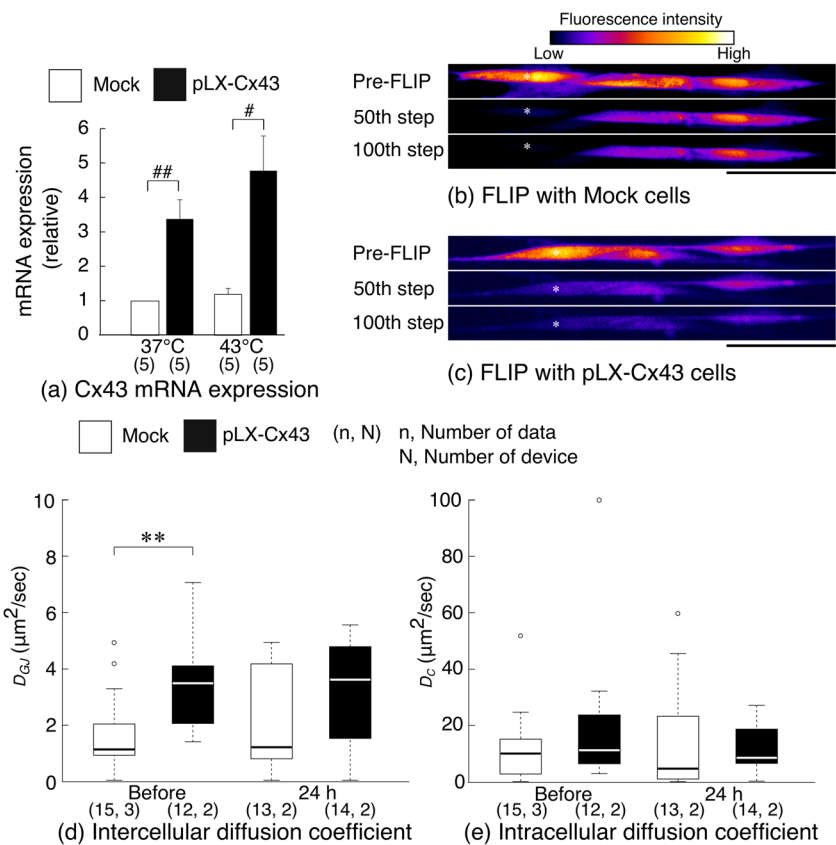 Fluorescence intensity
Low High
Mock pLX-Cx43
mRNA expression
(relative)
6
5
4
3
2
1
0
##
#
37°C 43°C
(5) (5) (5) (5)
(a) Cx43 mRNA expression
Pre-FLIP *
50th step *
100th step *
(b) FLIP with Mock cells
Pre-FLIP *
50th step *
100th step *
(c) FLIP with pLX-Cx43 cells
Mock pLX-Cx43 (n, N) n, Number of data
N, Number of device
D_GJ (μm²/sec)
10
8
6
4
2
0
**
Before 24 h
(15, 3) (12, 2) (13, 2) (14, 2)
(d) Intercellular diffusion coefficient
D_C (μm²/sec)
100
80
60
40
20
0
Before 24 h
(15, 3) (12, 2) (13, 2) (14, 2)
(e) Intracellular diffusion coefficient